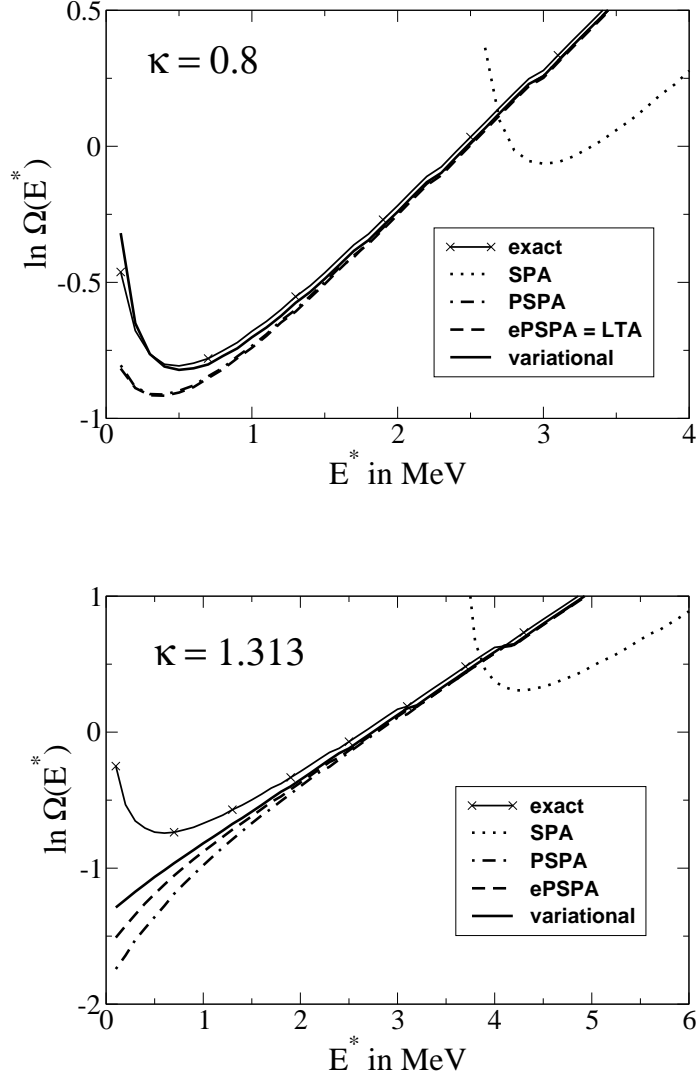 0.5
κ = 0.8
0
ln Ω(E*)
-0.5
exact
SPA
PSPA
ePSPA = LTA
variational
-1
0 1 2 3 4
E* in MeV
1
κ = 1.313
0
ln Ω(E*)
-1
exact
SPA
PSPA
ePSPA
variational
-2
0 1 2 3 4 5 6
E* in MeV